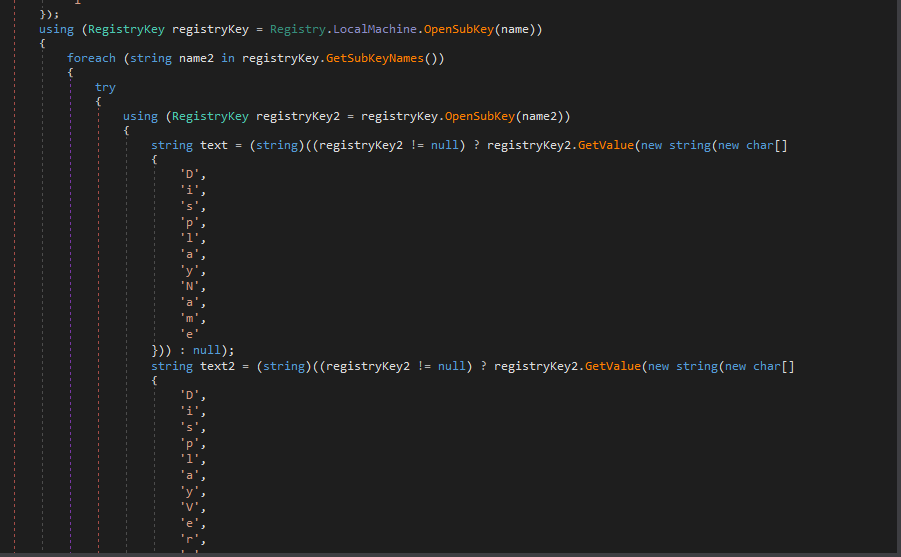 });
using (RegistryKey registryKey = Registry.LocalMachine.OpenSubKey(name))
{
foreach (string name2 in registryKey.GetSubKeyNames())
{
try
{
using (RegistryKey registryKey2 = registryKey.OpenSubKey(name2))
{
string text = (string)((registryKey2 != null) ? registryKey2.GetValue(new string(new char[]
{
'D',
'i',
's',
'p',
'l',
'a',
'y',
'N',
'a',
'm',
'e'
})) : null);
string text2 = (string)((registryKey2 != null) ? registryKey2.GetValue(new string(new char[]
{
'D',
'i',
's',
'p',
'l',
'a',
'y',
'V',
'e',
'r',